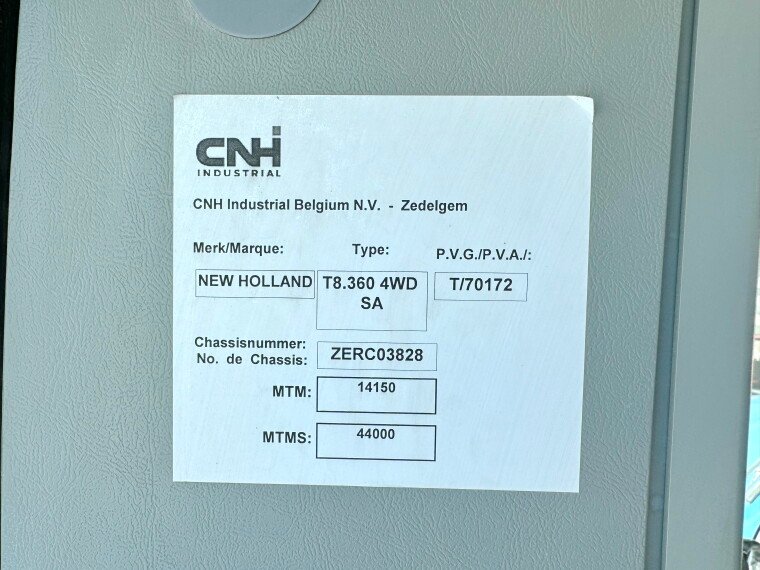 CNH
INDUSTRIAL
CNH Industrial Belgium N.V. - Zedelgem
Merk/Marque: Type: P.V.G./P.V.A./:
NEW HOLLAND T8.360 4WD T/70172
SA
Chassisnummer:
No. de Chassis: ZERC03828
MTM: 14150
MTMS: 44000